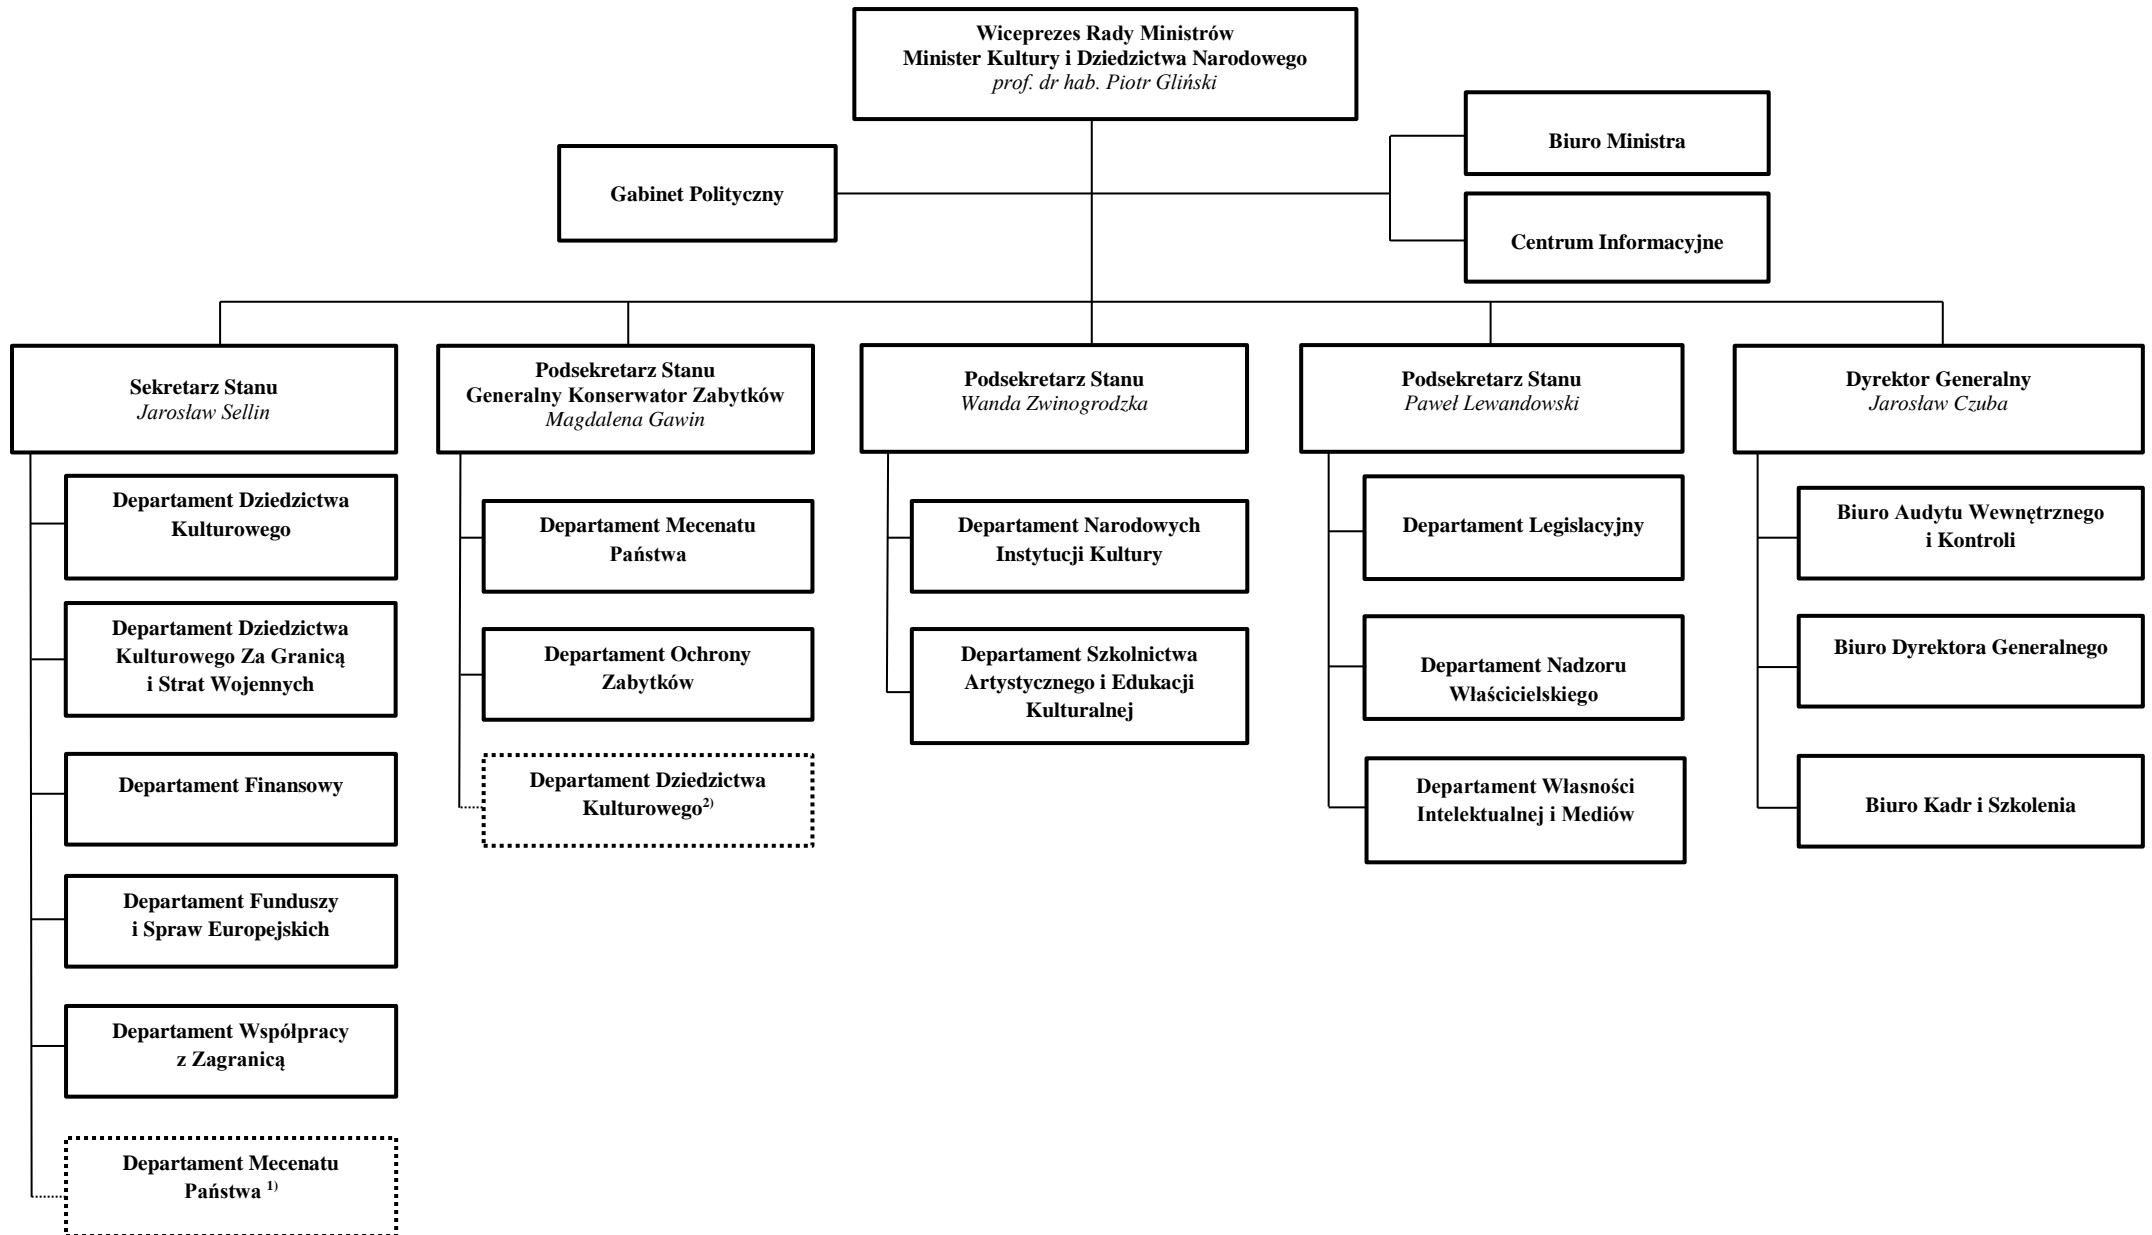 Wiceprezes Rady Ministrów
Minister Kultury i Dziedzictwa Narodowego
prof. dr hab. Piotr Gliński
Gabinet Polityczny
Biuro Ministra
Centrum Informacyjne
Sekretarz Stanu
Jarosław Sellin
Departament Dziedzictwa
Kulturowego
Departament Dziedzictwa
Kulturowego Za Granicą
i Strat Wojennych
Departament Finansowy
Departament Funduszy
i Spraw Europejskich
Departament Współpracy
z Zagranicą
Departament Mecenatu
Państwa 1)
Podsekretarz Stanu
Generalny Konserwator Zabytków
Magdalena Gawin
Departament Mecenatu
Państwa
Departament Ochrony
Zabytków
Departament Dziedzictwa
Kulturowego2)
Podsekretarz Stanu
Wanda Zwinogrodzka
Departament Narodowych
Instytucji Kultury
Departament Szkolnictwa
Artystycznego i Edukacji
Kulturalnej
Podsekretarz Stanu
Paweł Lewandowski
Departament Legislacyjny
Departament Nadzoru
Właścicielskiego
Departament Własności
Intelektualnej i Mediów
Dyrektor Generalny
Jarosław Czuba
Biuro Audytu Wewnętrznego
i Kontroli
Biuro Dyrektora Generalnego
Biuro Kadr i Szkolenia